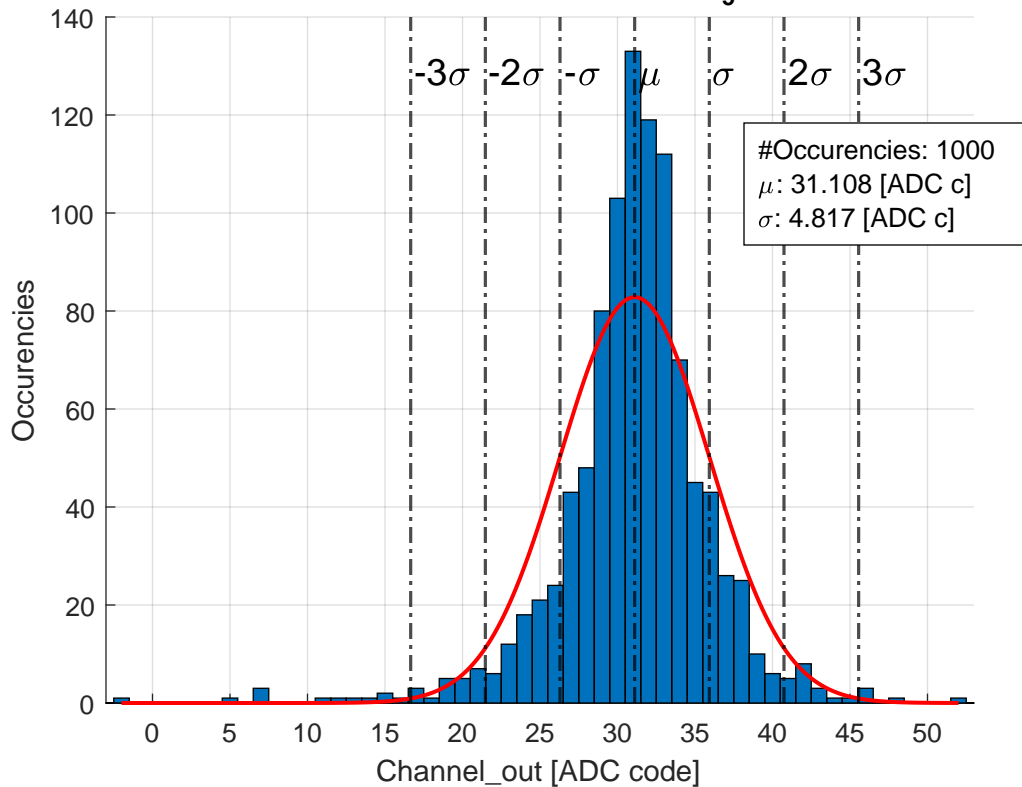 140
120
100
80
60
40
20
0
Occurencies
-3σ -2σ -σ μ σ 2σ 3σ
#Occurencies: 1000
μ: 31.108 [ADC c]
σ: 4.817 [ADC c]
0 5 10 15 20 25 30 35 40 45 50
Channel_out [ADC code]